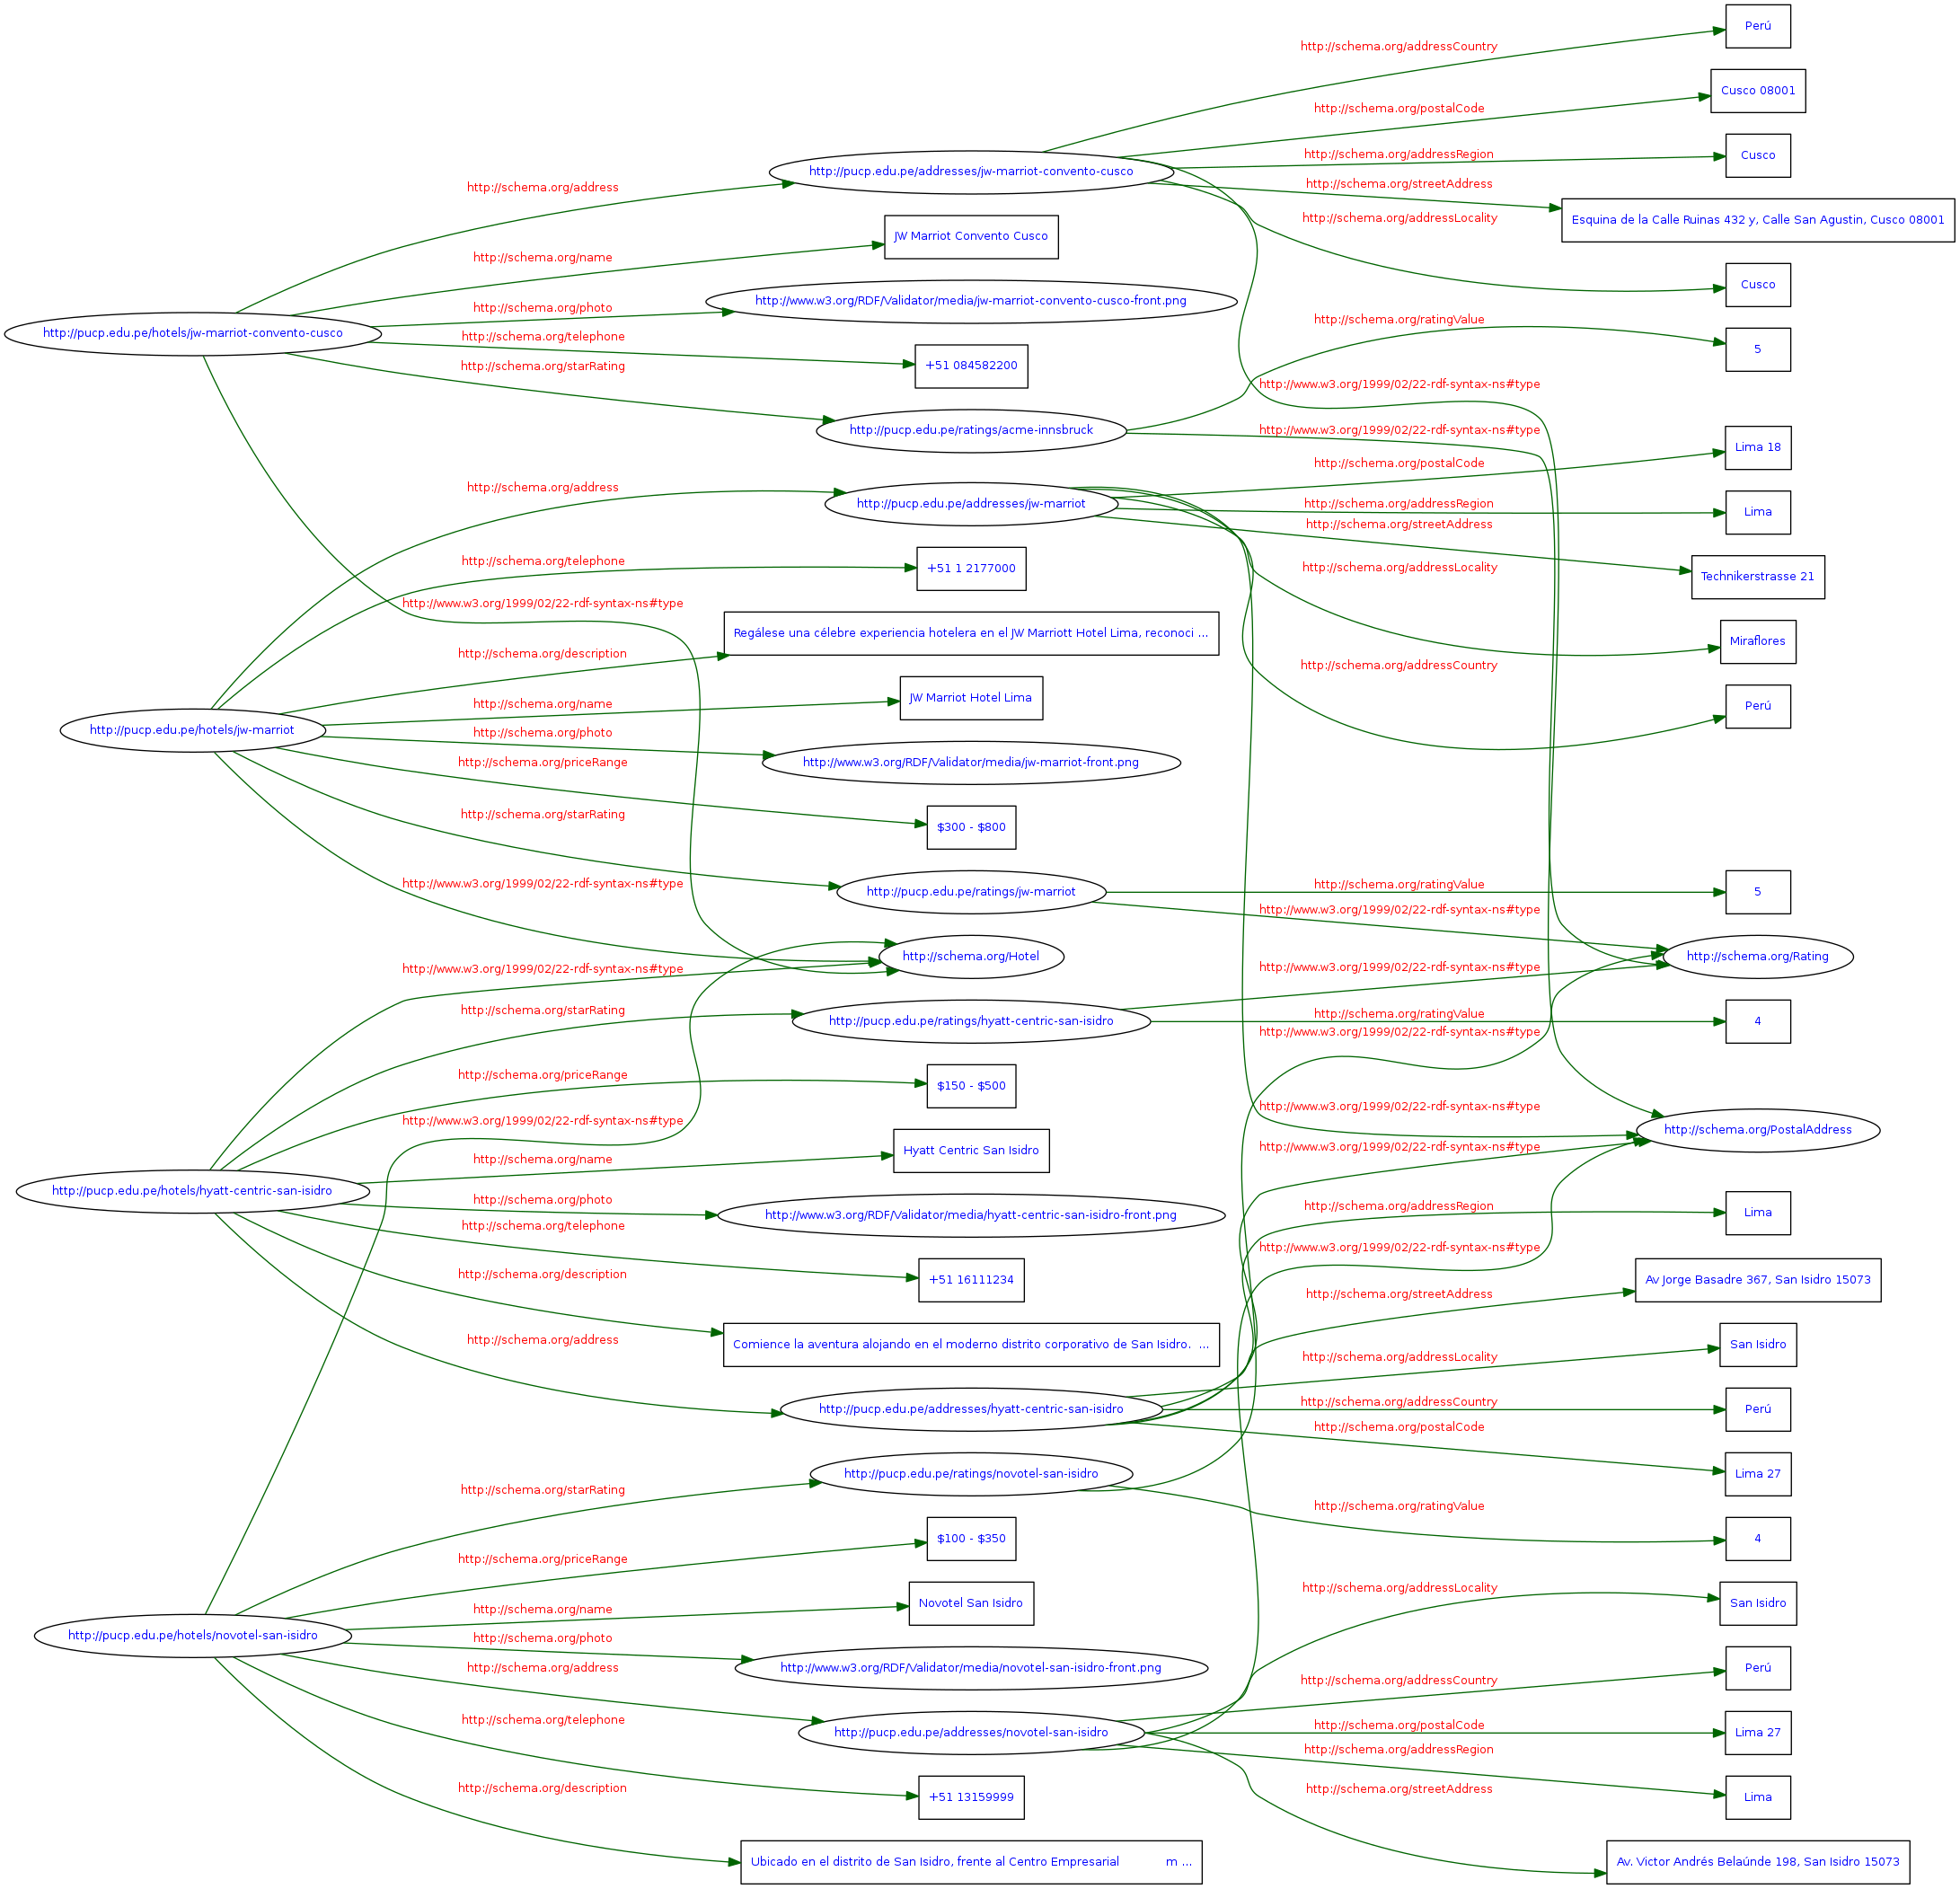 Perú
http://schema.org/addressCountry
Cusco 08001
http://schema.org/postalCode
http://schema.org/addressRegion
Cusco
http://pucp.edu.pe/addresses/jw-marriot-convento-cusco
http://schema.org/address
http://schema.org/streetAddress
Esquina de la Calle Ruinas 432 y, Calle San Agustin, Cusco 08001
http://schema.org/addressLocality
JW Marriot Convento Cusco
http://schema.org/name
Cusco
http://www.w3.org/RDF/Validator/media/jw-marriot-convento-cusco-front.png
http://schema.org/photo
http://schema.org/ratingValue
http://pucp.edu.pe/hotels/jw-marriot-convento-cusco
http://schema.org/telephone
5
+51 084582200
http://schema.org/starRating
http://www.w3.org/1999/02/22-rdf-syntax-ns#type
http://pucp.edu.pe/ratings/acme-innsbruck
http://www.w3.org/1999/02/22-rdf-syntax-ns#type
Lima 18
http://schema.org/postalCode
http://schema.org/address
http://pucp.edu.pe/addresses/jw-marriot
http://schema.org/addressRegion
Lima
http://schema.org/streetAddress
http://schema.org/telephone
+51 1 2177000
http://schema.org/addressLocality
Technikerstrasse 21
http://www.w3.org/1999/02/22-rdf-syntax-ns#type
Regálese una célebre experiencia hotelera en el JW Marriott Hotel Lima, reconoci ...
Miraflores
http://schema.org/description
http://schema.org/addressCountry
http://schema.org/name
JW Marriot Hotel Lima
Perú
http://pucp.edu.pe/hotels/jw-marriot
http://schema.org/photo
http://schema.org/priceRange
http://www.w3.org/RDF/Validator/media/jw-marriot-front.png
http://schema.org/starRating
$300 - $800
http://www.w3.org/1999/02/22-rdf-syntax-ns#type
http://pucp.edu.pe/ratings/jw-marriot
http://schema.org/ratingValue
5
http://www.w3.org/1999/02/22-rdf-syntax-ns#type
http://schema.org/Hotel
http://schema.org/Rating
http://www.w3.org/1999/02/22-rdf-syntax-ns#type
http://www.w3.org/1999/02/22-rdf-syntax-ns#type
http://schema.org/starRating
http://pucp.edu.pe/ratings/hyatt-centric-san-isidro
http://schema.org/ratingValue
4
http://www.w3.org/1999/02/22-rdf-syntax-ns#type
http://schema.org/priceRange
$150 - $500
http://www.w3.org/1999/02/22-rdf-syntax-ns#type
http://www.w3.org/1999/02/22-rdf-syntax-ns#type
http://schema.org/PostalAddress
http://schema.org/name
Hyatt Centric San Isidro
http://www.w3.org/1999/02/22-rdf-syntax-ns#type
http://pucp.edu.pe/hotels/hyatt-centric-san-isidro
http://schema.org/photo
http://www.w3.org/RDF/Validator/media/hyatt-centric-san-isidro-front.png
http://schema.org/addressRegion
Lima
http://schema.org/telephone
http://www.w3.org/1999/02/22-rdf-syntax-ns#type
http://schema.org/description
+51 16111234
http://schema.org/streetAddress
Av Jorge Basadre 367, San Isidro 15073
http://schema.org/address
Comience la aventura alojando en el moderno distrito corporativo de San Isidro. ...
http://schema.org/addressLocality
San Isidro
http://pucp.edu.pe/addresses/hyatt-centric-san-isidro
http://schema.org/addressCountry
Perú
http://schema.org/postalCode
http://pucp.edu.pe/ratings/novotel-san-isidro
Lima 27
http://schema.org/starRating
http://schema.org/ratingValue
http://schema.org/priceRange
$100 - $350
4
http://schema.org/name
Novotel San Isidro
http://schema.org/addressLocality
San Isidro
http://pucp.edu.pe/hotels/novotel-san-isidro
http://schema.org/photo
http://schema.org/address
http://www.w3.org/RDF/Validator/media/novotel-san-isidro-front.png
http://schema.org/addressCountry
Perú
http://schema.org/telephone
http://pucp.edu.pe/addresses/novotel-san-isidro
http://schema.org/postalCode
Lima 27
http://schema.org/addressRegion
http://schema.org/description
+51 13159999
http://schema.org/streetAddress
Lima
Ubicado en el distrito de San Isidro, frente al Centro Empresarial m ...
Av. Victor Andrés Belaúnde 198, San Isidro 15073